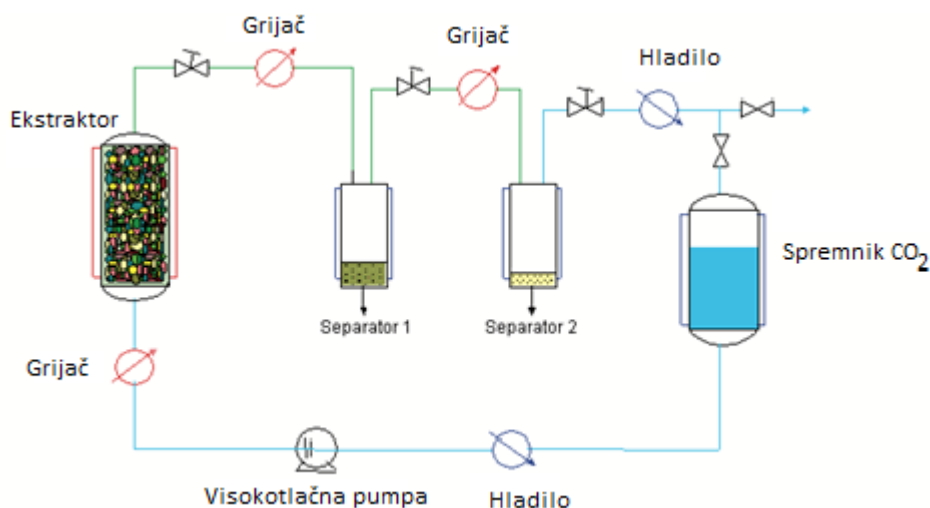 Grijač
Grijač
Hladilo
Ekstraktor
Spremnik CO₂
Separator 1
Separator 2
Grijač
Visokotlačna pumpa
Hladilo